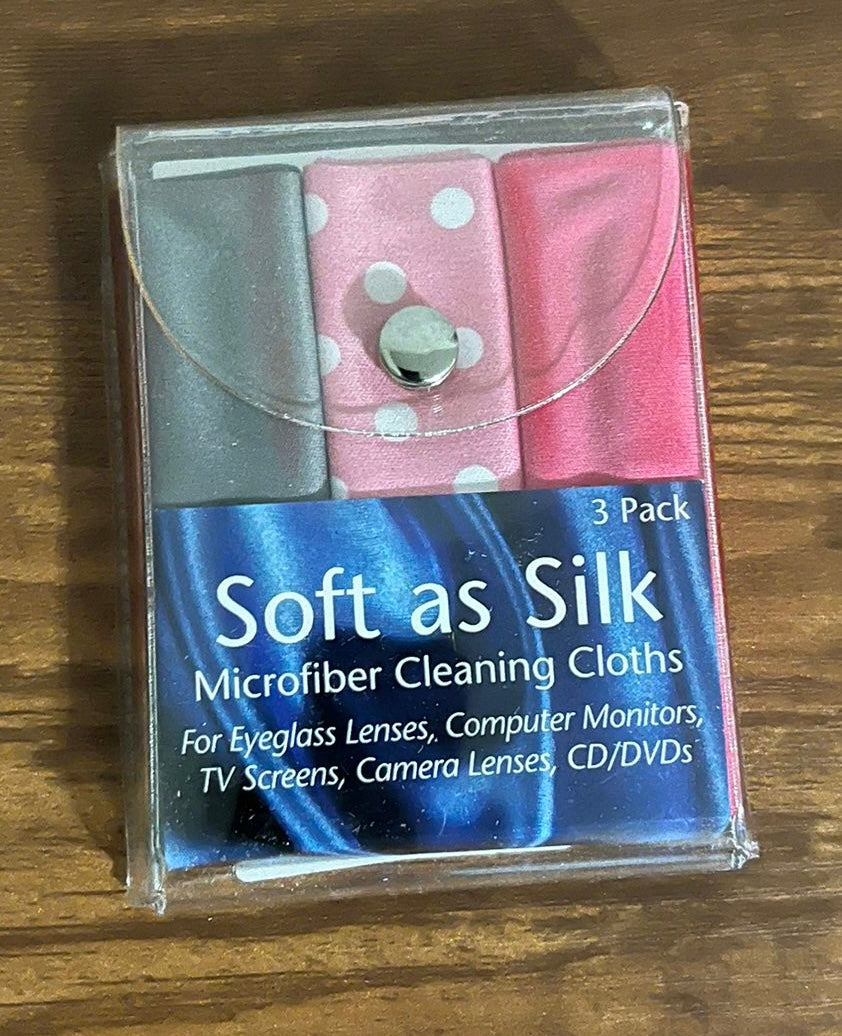 3 Pack
Soft as Silk
Microfiber Cleaning Cloths
For Eyeglass Lenses, Computer Monitors,
TV Screens, Camera Lenses, CD/DVDs